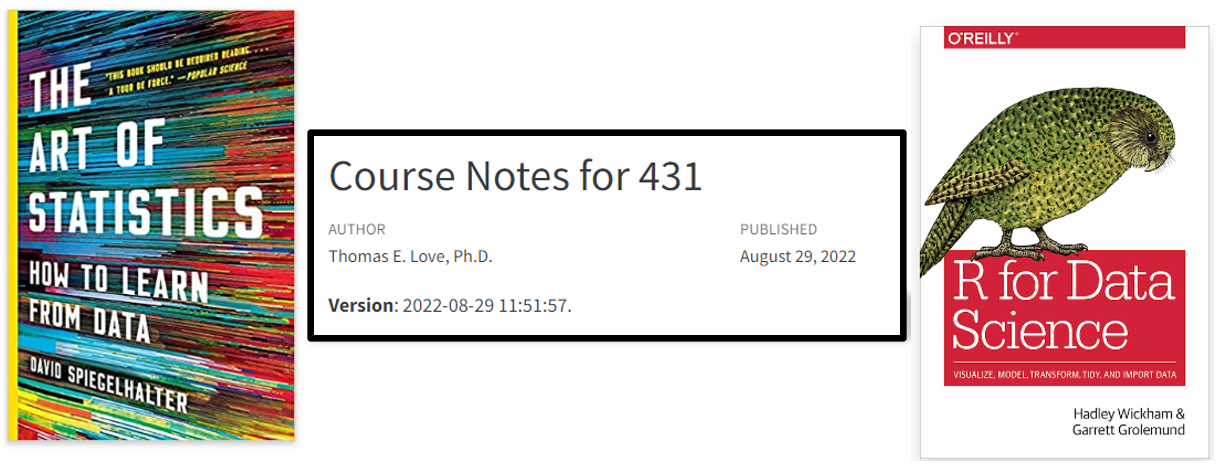 "THIS BOOK SHOULD BE REQUIRED READING. . . .
A TOUR DE FORCE." —POPULAR SCIENCE
THE
ART OF
STATISTICS
HOW TO LEARN
FROM DATA
DAVID SPIEGELHALTER
Course Notes for 431
AUTHOR
PUBLISHED
Thomas E. Love, Ph.D.
August 29, 2022
Version: 2022-08-29 11:51:57.
O'REILLY®
R for Data
Science
VISUALIZE, MODEL, TRANSFORM, TIDY, AND IMPORT DATA
Hadley Wickham &
Garrett Grolemund